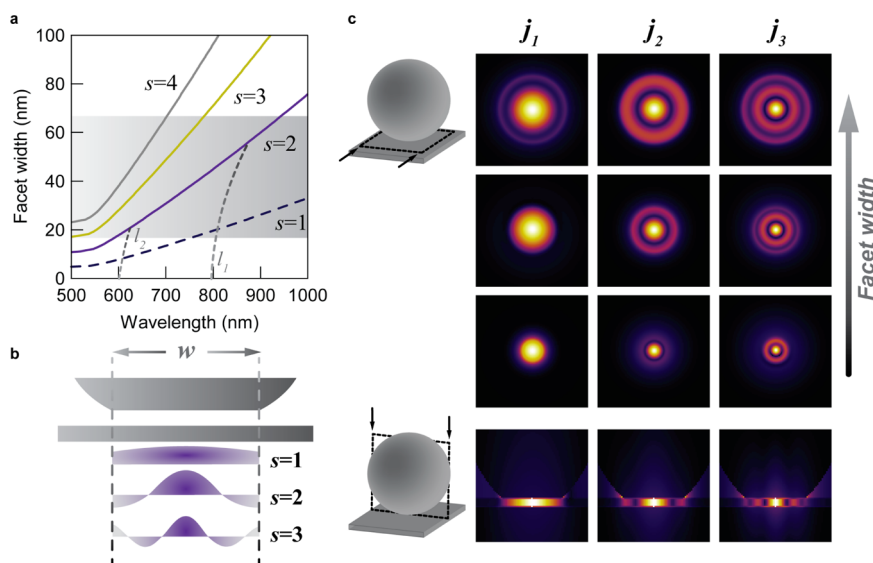 a
100
80
60
40
20
0
Facet width (nm)
s=4
s=3
s=2
s=1
l2
l1
500
600
700
800
900
1000
Wavelength (nm)
b
w
s=1
s=2
s=3
c
j1
j2
j3
Facet width